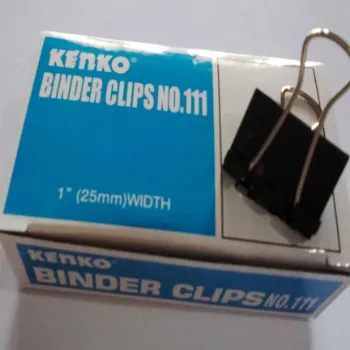 KENKO®
BINDER CLIPS NO.111
1" (25mm)WIDTH
KENKO®
BINDER CLIPS NO.111